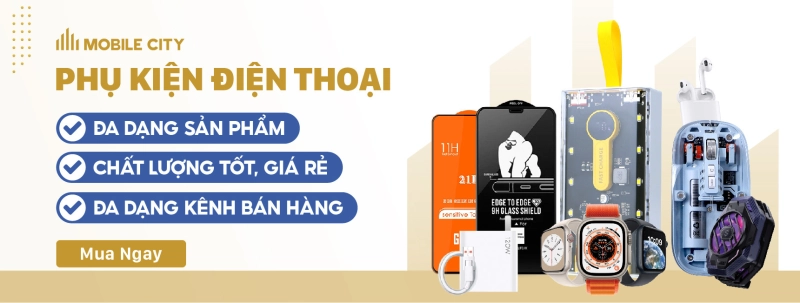 MOBILE CITY
PHỤ KIỆN ĐIỆN THOẠI
ĐA DẠNG SẢN PHẨM
CHẤT LƯỢNG TỐT, GIÁ RẺ
ĐA DẠNG KÊNH BÁN HÀNG
Mua Ngay
11H
EDGE TO EDGE
9H GLASS SHIELD
120W